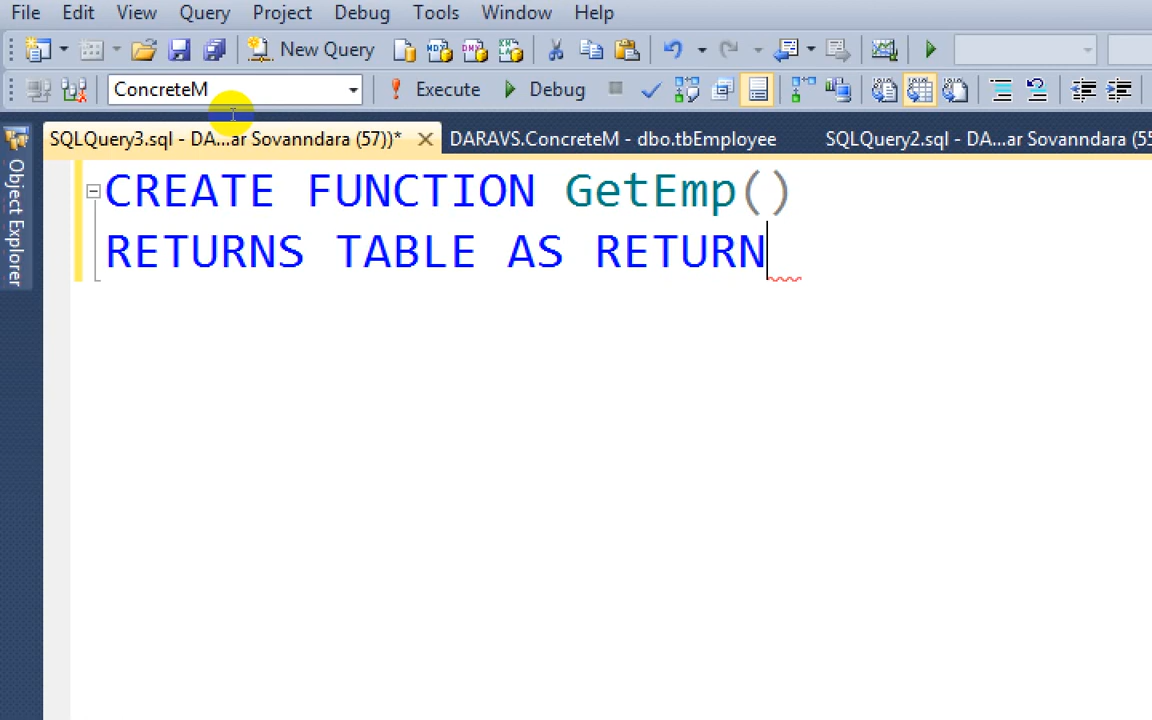 File Edit View Query Project Debug Tools Window Help
New Query
ConcreteM Execute Debug
SQLQuery3.sql - DA...ar Sovanndara (57))* DARAVS.ConcreteM - dbo.tbEmployee SQLQuery2.sql - DA...ar Sovanndara (55
Object Explorer
CREATE FUNCTION GetEmp()
RETURNS TABLE AS RETURN